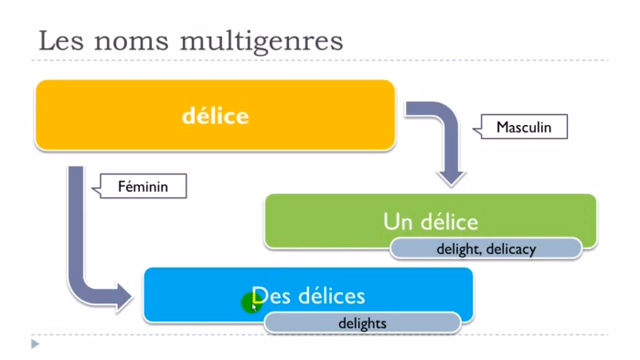 Les noms multigenres
délice
Masculin
Féminin
Un délice
delight, delicacy
Des délices
delights